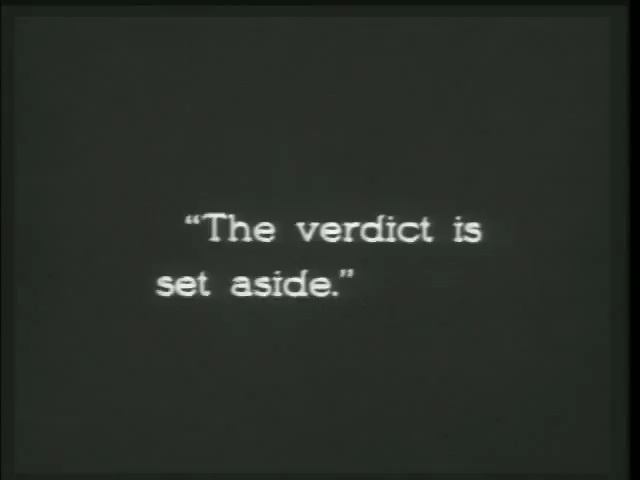 “The verdict is
set aside.”